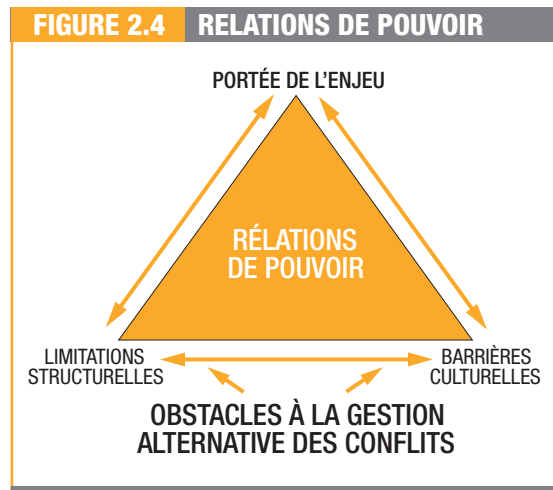 FIGURE 2.4 RELATIONS DE POUVOIR
PORTÉE DE L'ENJEU
RÉLATIONS
DE POUVOIR
LIMITATIONS
STRUCTURELLES
BARRIÈRES
CULTURELLES
OBSTACLES À LA GESTION
ALTERNATIVE DES CONFLITS